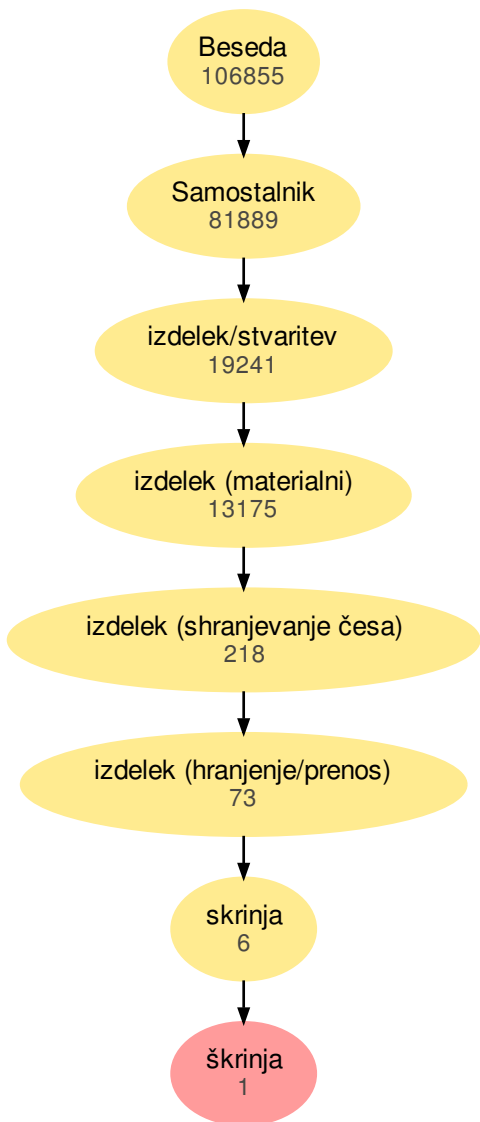 Beseda
106855
Samostalnik
81889
izdelek/stvaritev
19241
izdelek (materialni)
13175
izdelek (shranjevanje česa)
218
izdelek (hranjenje/prenos)
73
skrinja
6
škrinja
1